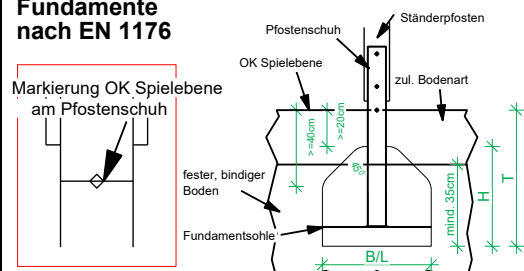 Fundamente
nach EN 1176
Markierung OK Spielebene
am Pfostenschuh
Ständerpfosten
Pfostenschuh
OK Spielebene
zul. Bodenart
>=40cm
>=20cm
45°
fester, bindiger
Boden
mind. 35cm
H
T
Fundamentsohle
B/L